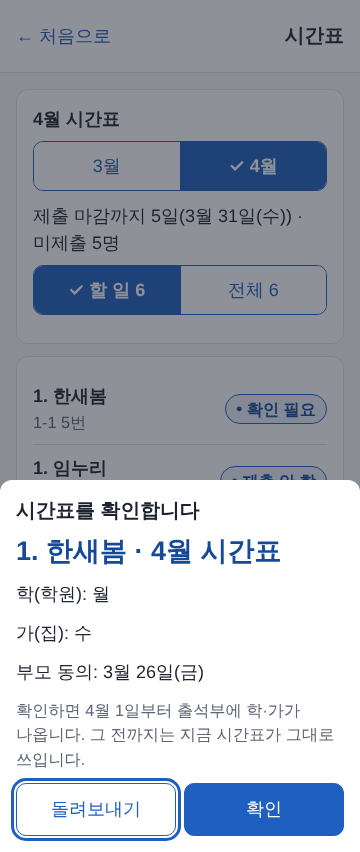 ← 처음으로
시간표
4월 시간표
3월
✓ 4월
제출 마감까지 5일(3월 31일(수)) ·
미제출 5명
✓ 할 일 6
전체 6
1. 한새봄
• 확인 필요
1-1 5번
1. 임누리
시간표를 확인합니다
1. 한새봄 · 4월 시간표
학(학원): 월
가(집): 수
부모 동의: 3월 26일(금)
확인하면 4월 1일부터 출석부에 학·가가
나옵니다. 그 전까지는 지금 시간표가 그대로
쓰입니다.
돌려보내기
확인